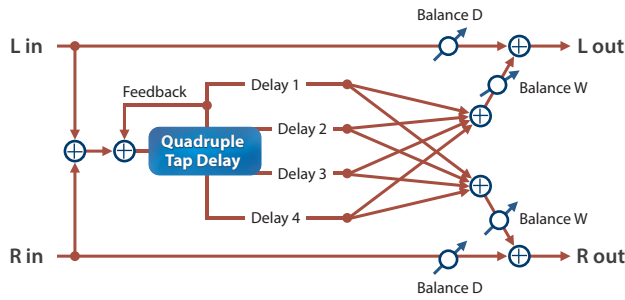 Balance D
L in
L out
Feedback
Delay 1
Balance W
Quadruple
Tap Delay
Delay 2
Delay 3
Delay 4
Balance W
R in
R out
Balance D